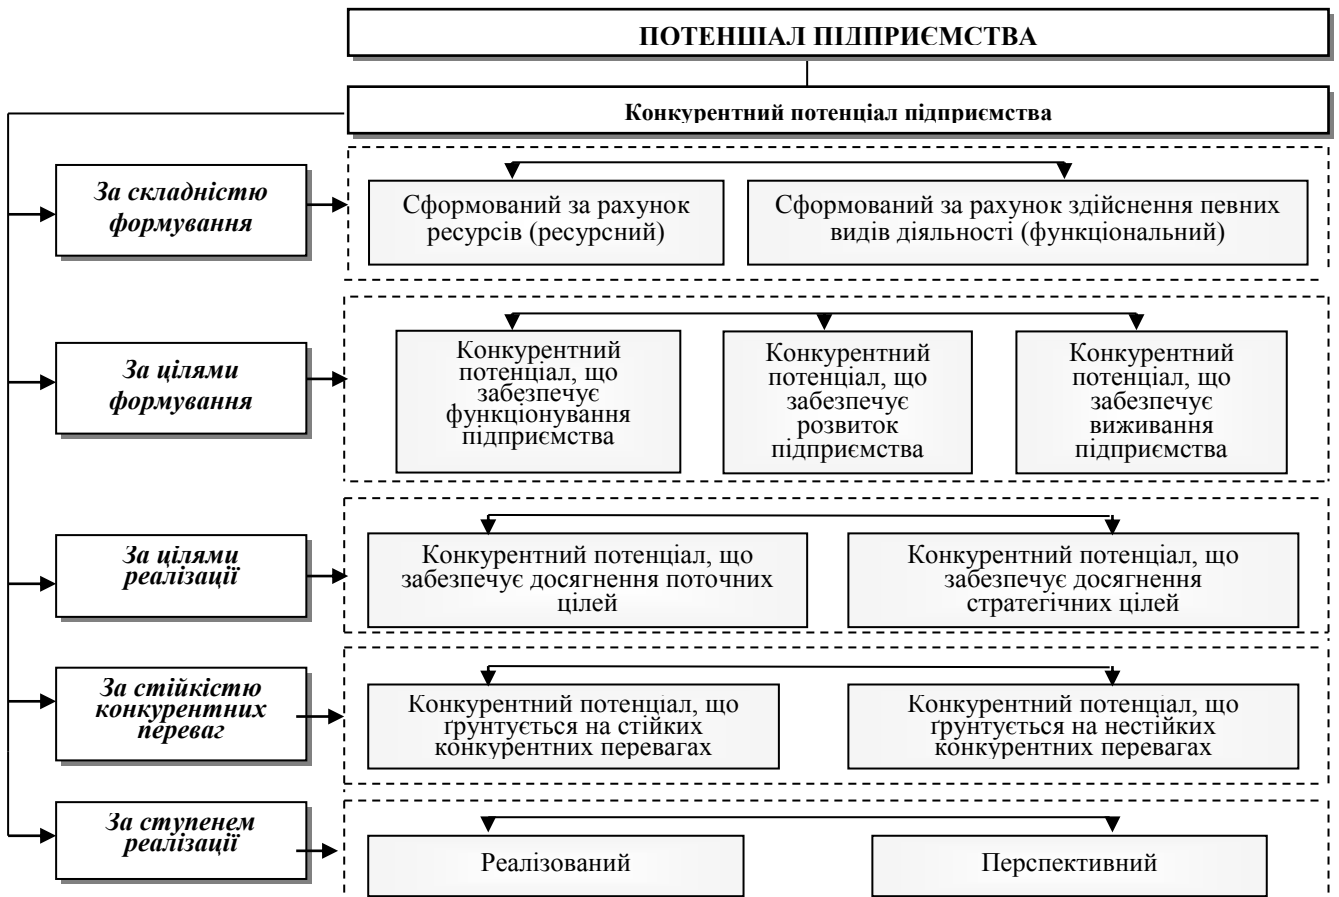 ПОТЕНЦІАЛ ПІДПРИЄМСТВА
Конкурентний потенціал підприємства
За складністю
формування
Сформований за рахунок
ресурсів (ресурсний)
Сформований за рахунок здійснення певних
видів діяльності (функціональний)
За цілями
формування
Конкурентний
потенціал, що
забезпечує
функціонування
підприємства
Конкурентний
потенціал, що
забезпечує
розвиток
підприємства
Конкурентний
потенціал, що
забезпечує
виживання
підприємства
За цілями
реалізації
Конкурентний потенціал, що
забезпечує досягнення поточних
цілей
Конкурентний потенціал, що
забезпечує досягнення
стратегічних цілей
За стійкістю
конкурентних
переваг
Конкурентний потенціал, що
ґрунтується на стійких
конкурентних перевагах
Конкурентний потенціал, що
ґрунтується на нестійких
конкурентних перевагах
За ступенем
реалізації
Реалізований
Перспективний